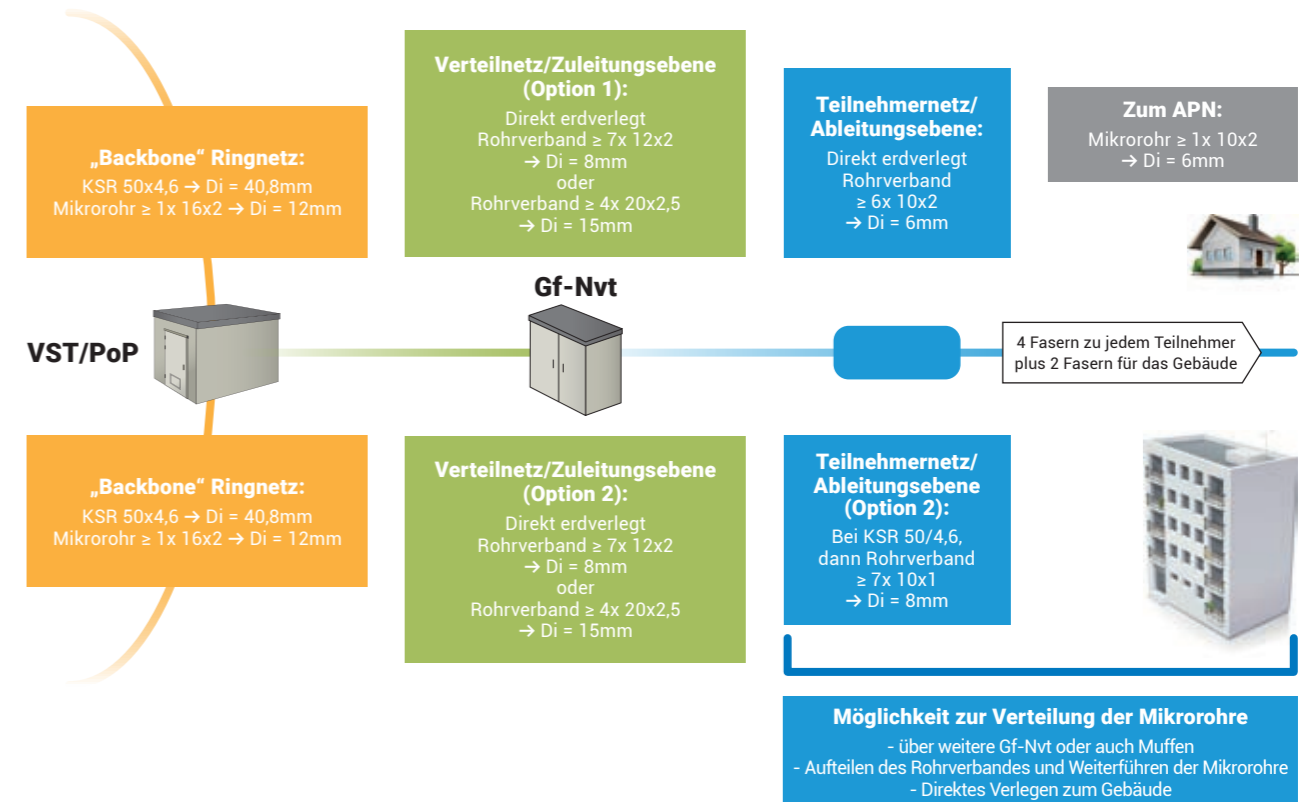 „Backbone“ Ringnetz:
KSR 50x4,6 → Di = 40,8mm
Mikrorohr ≥ 1x 16x2 → Di = 12mm
Verteilnetz/Zuleitungsebene
(Option 1):
Direkt erdverlegt
Rohrverband ≥ 7x 12x2
→ Di = 8mm
oder
Rohrverband ≥ 4x 20x2,5
→ Di = 15mm
Teilnehmernetz/
Ableitungsebene:
Direkt erdverlegt
Rohrverband
≥ 6x 10x2
→ Di = 6mm
Zum APN:
Mikrorohr ≥ 1x 10x2
→ Di = 6mm
VST/PoP
Gf-Nvt
4 Fasern zu jedem Teilnehmer
plus 2 Fasern für das Gebäude
„Backbone“ Ringnetz:
KSR 50x4,6 → Di = 40,8mm
Mikrorohr ≥ 1x 16x2 → Di = 12mm
Verteilnetz/Zuleitungsebene
(Option 2):
Direkt erdverlegt
Rohrverband ≥ 7x 12x2
→ Di = 8mm
oder
Rohrverband ≥ 4x 20x2,5
→ Di = 15mm
Teilnehmernetz/
Ableitungsebene
(Option 2):
Bei KSR 50/4,6,
dann Rohrverband
≥ 7x 10x1
→ Di = 8mm
Möglichkeit zur Verteilung der Mikrorohre
- über weitere Gf-Nvt oder auch Muffen
- Aufteilen des Rohrverbandes und Weiterführen der Mikrorohre
- Direktes Verlegen zum Gebäude